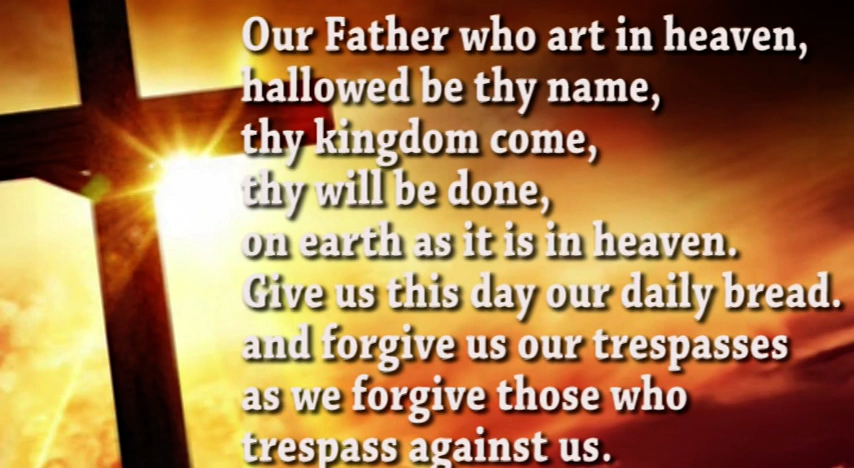 Our Father who art in heaven,
hallowed be thy name,
thy kingdom come,
thy will be done,
on earth as it is in heaven.
Give us this day our daily bread.
and forgive us our trespasses
as we forgive those who
trespass against us.